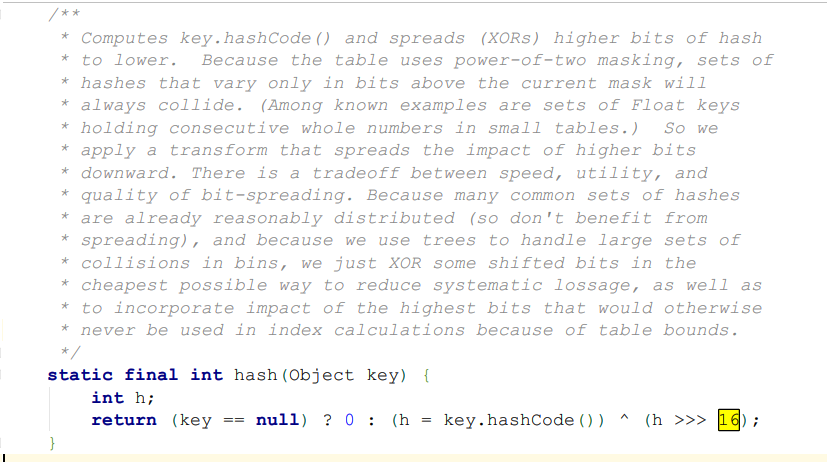 /**
* Computes key.hashCode() and spreads (XORs) higher bits of hash
* to lower.  Because the table uses power-of-two masking, sets of
* hashes that vary only in bits above the current mask will
* always collide. (Among known examples are sets of Float keys
* holding consecutive whole numbers in small tables.)  So we
* apply a transform that spreads the impact of higher bits
* downward. There is a tradeoff between speed, utility, and
* quality of bit-spreading. Because many common sets of hashes
* are already reasonably distributed (so don't benefit from
* spreading), and because we use trees to handle large sets of
* collisions in bins, we just XOR some shifted bits in the
* cheapest possible way to reduce systematic lossage, as well as
* to incorporate impact of the highest bits that would otherwise
* never be used in index calculations because of table bounds.
*/
static final int hash(Object key) {
int h;
return (key == null) ? 0 : (h = key.hashCode()) ^ (h >>> 16);
}